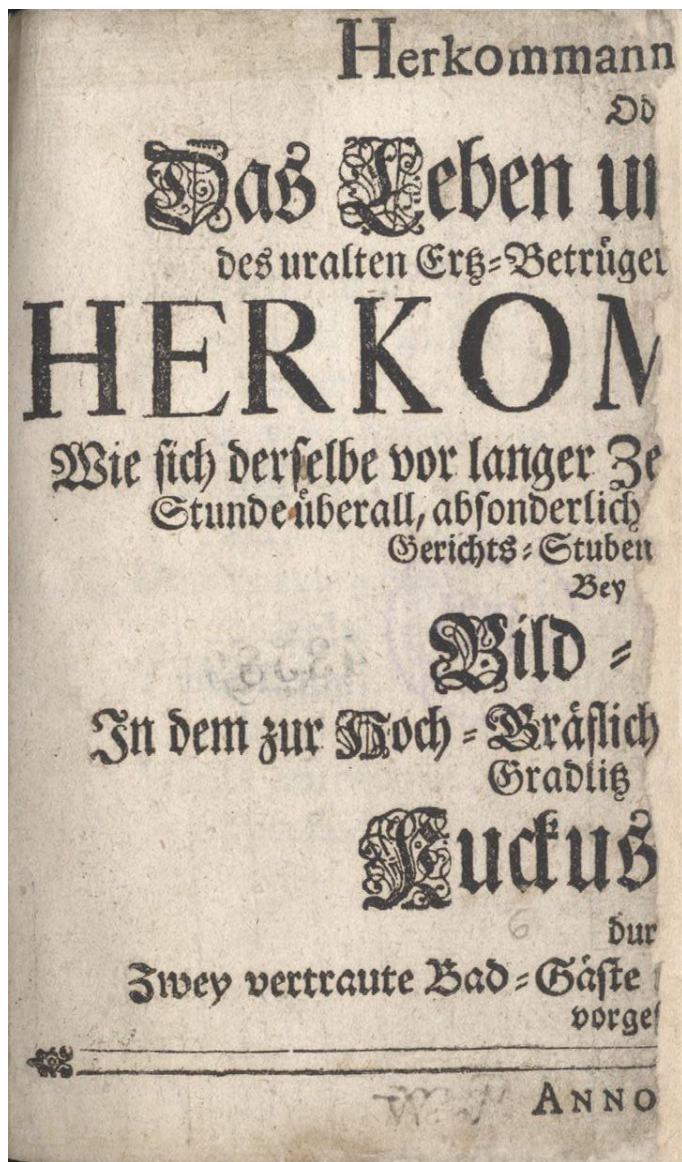 Herkommann
Od
Das Leben un
des uralten Ertz-Betrüger
HERKOM
Wie sich derselbe vor langer Ze
Stunde überall, absonderlich
Gerichts-Stuben
Bey
Bild-
In dem zur Hoch-Gräflich
Gradlitz
Kuckus
dur
Zwey vertraute Bad-Gäste
vorges
ANNO